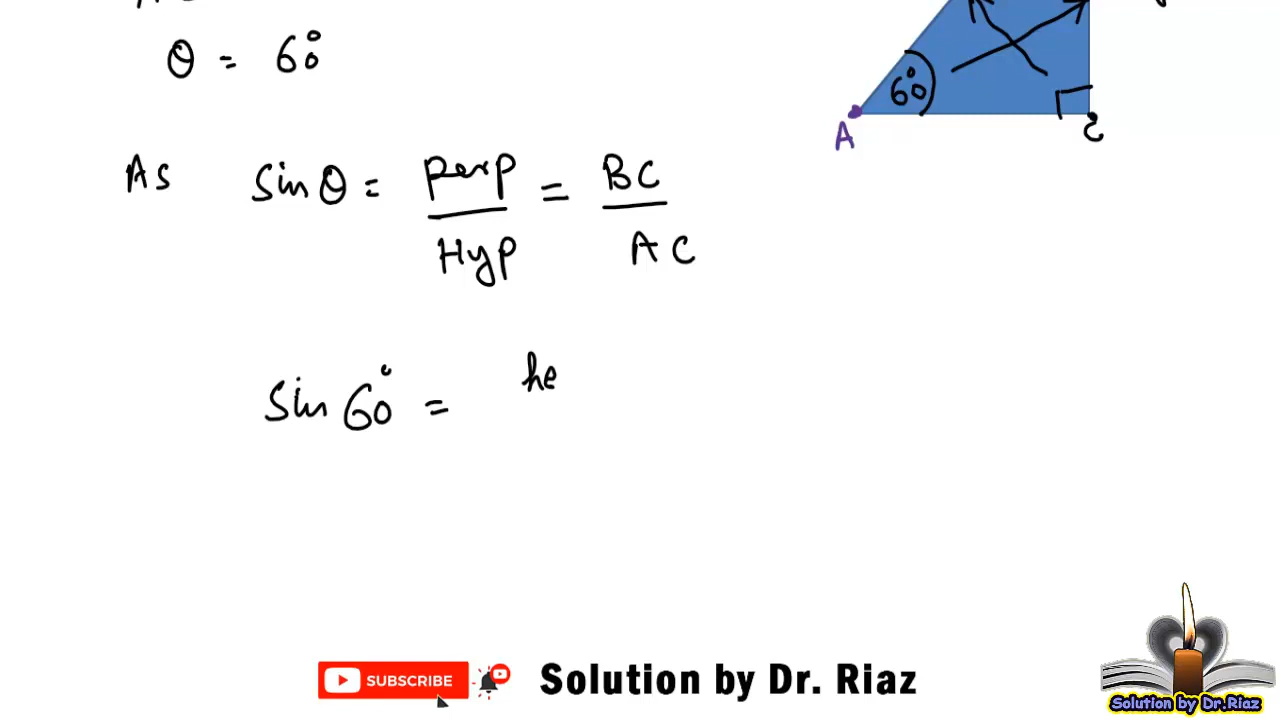 θ = 60°
60°
A
C
As sinθ = perp/Hyp = BC/AC
sin 60° = he
SUBSCRIBE
Solution by Dr. Riaz
Solution by Dr.Riaz